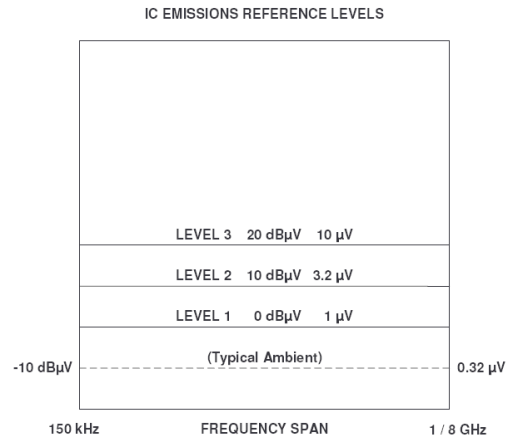 IC EMISSIONS REFERENCE LEVELS
LEVEL 3 20 dBµV 10 µV
LEVEL 2 10 dBµV 3.2 µV
LEVEL 1 0 dBµV 1 µV
(Typical Ambient)
-10 dBµV 0.32 µV
150 kHz FREQUENCY SPAN 1 / 8 GHz